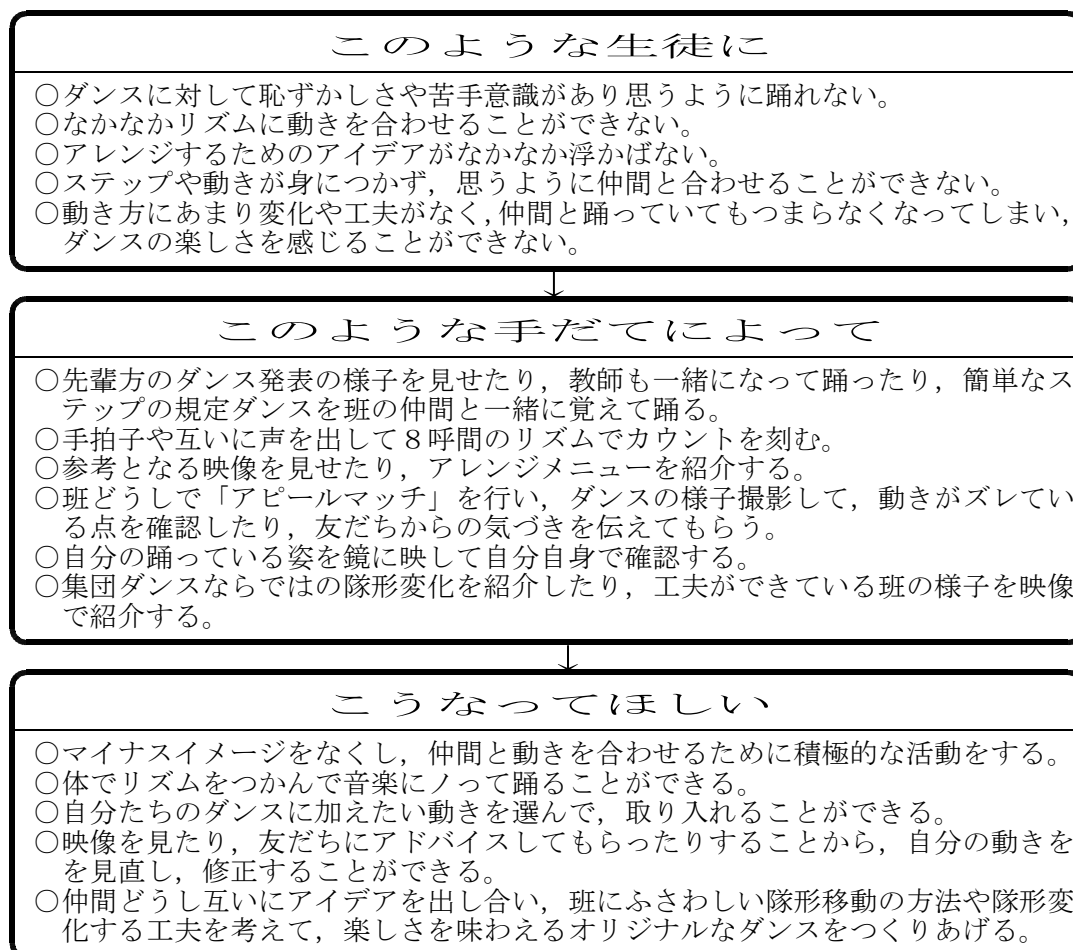 このような生徒に
○ダンスに対して恥ずかしさや苦手意識があり思うように踊れない。
○なかなかリズムに動きを合わせることができない。
○アレンジするためのアイデアがなかなか浮かばない。
○ステップや動きが身につかず，思うように仲間と合わせることができない。
○動き方にあまり変化や工夫がなく，仲間と踊っていてもつまらなくなってしまい，
ダンスの楽しさを感じることができない。
↓
このような手だてによって
○先輩方のダンス発表の様子を見せたり，教師も一緒になって踊ったり，簡単なス
テップの規定ダンスを班の仲間と一緒に覚えて踊る。
○手拍子や互いに声を出して８呼間のリズムでカウントを刻む。
○参考となる映像を見せたり，アレンジメニューを紹介する。
○班どうしで「アピールマッチ」を行い，ダンスの様子撮影して，動きがズレてい
る点を確認したり，友だちからの気づきを伝えてもらう。
○自分の踊っている姿を鏡に映して自分自身で確認する。
○集団ダンスならではの隊形変化を紹介したり，工夫ができている班の様子を映像
で紹介する。
↓
こうなってほしい
○マイナスイメージをなくし，仲間と動きを合わせるために積極的な活動をする。
○体でリズムをつかんで音楽にノって踊ることができる。
○自分たちのダンスに加えたい動きを選んで，取り入れることができる。
○映像を見たり，友だちにアドバイスしてもらったりすることから，自分の動きを
を見直し，修正することができる。
○仲間どうし互いにアイデアを出し合い，班にふさわしい隊形移動の方法や隊形変
化する工夫を考えて，楽しさを味わえるオリジナルなダンスをつくりあげる。